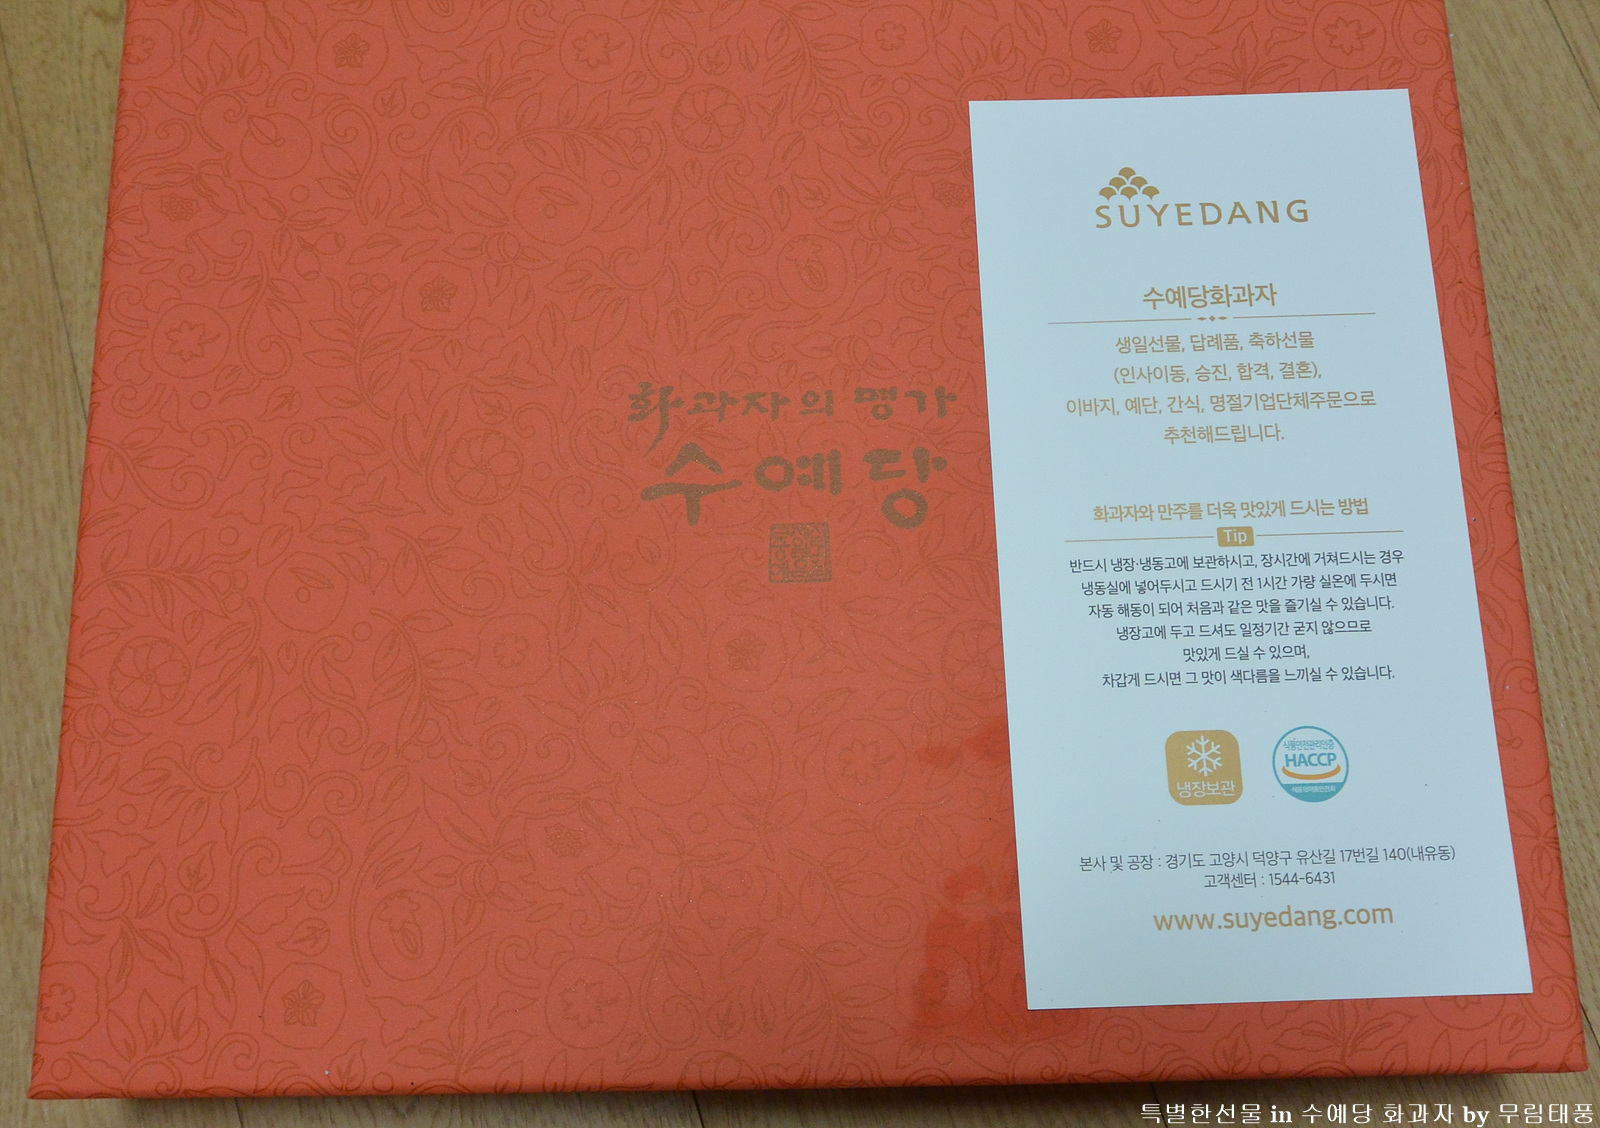 화과자의 명가
수예당
SUYEDANG
수예당화과자
생일선물, 답례품, 축하선물
(인사이동, 승진, 합격, 결혼),
이바지, 예단, 간식, 명절기업단체주문으로
추천해드립니다.
화과자와 만주를 더욱 맛있게 드시는 방법
Tip
반드시 냉장·냉동고에 보관하시고, 장시간에 거쳐드시는 경우
냉동실에 넣어두시고 드시기 전 1시간 가량 실온에 두시면
자동 해동이 되어 처음과 같은 맛을 즐기실 수 있습니다.
냉장고에 두고 드셔도 일정기간 굳지 않으므로
맛있게 드실 수 있으며,
차갑게 드시면 그 맛이 색다름을 느끼실 수 있습니다.
냉장보관
식품안전관리인증
HACCP
본사 및 공장 : 경기도 고양시 덕양구 유산길 17번길 140(내유동)
고객센터 : 1544-6431
www.suyedang.com
특별한선물 in 수예당 화과자 by 무림태풍